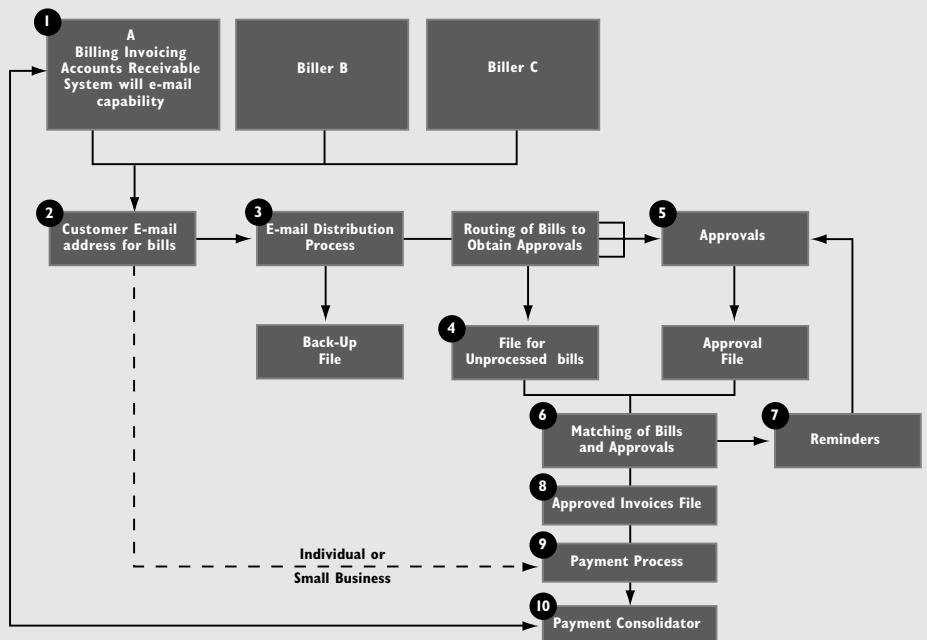 1
A
Billing Invoicing
Accounts Receivable
System will e-mail
capability
Biller B
Biller C
2
Customer E-mail
address for bills
3
E-mail Distribution
Process
Routing of Bills to
Obtain Approvals
5
Approvals
Back-Up
File
4
File for
Unprocessed bills
Approval
File
6
Matching of Bills
and Approvals
7
Reminders
8
Approved Invoices File
9
Payment Process
Individual or
Small Business
10
Payment Consolidator